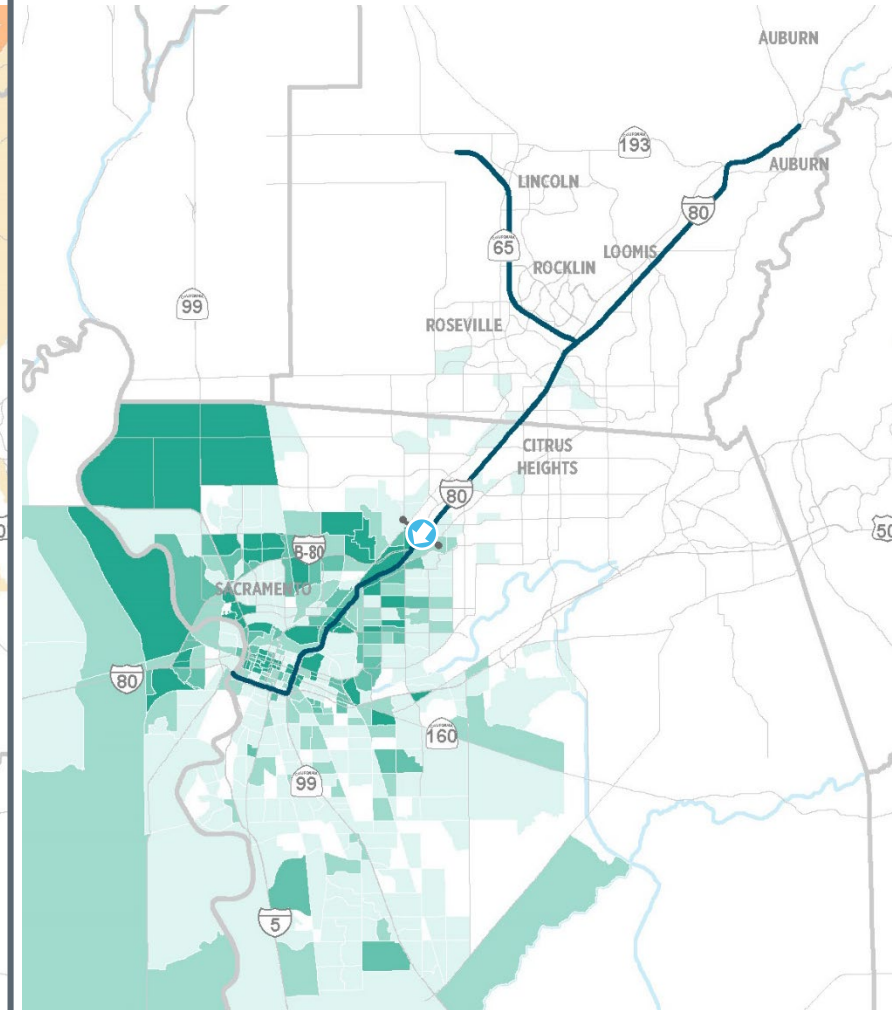 AUBURN
193
AUBURN
LINCOLN
80
65
LOOMIS
ROCKLIN
99
ROSEVILLE
CITRUS
HEIGHTS
80
50
B-80
SACRAMENTO
80
160
99
5